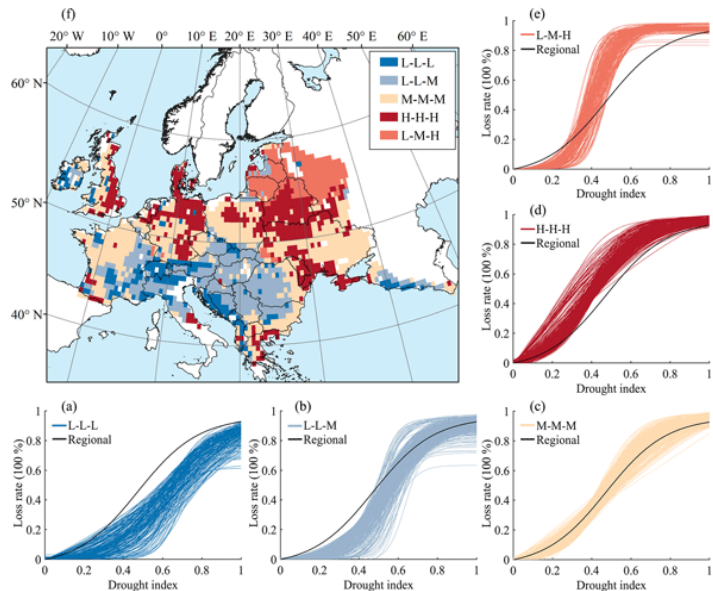 (f)
20° W 10° W 0° 10° E 20° E 30° E 40° E 50° E 60° E
60° N
50° N
40° N
L-L-L
L-L-M
M-M-M
H-H-H
L-M-H
10° E 20° E 30° E
(e)
L-M-H
Regional
Loss rate (100 %)
1
0.8
0.6
0.4
0.2
0
0 0.2 0.4 0.6 0.8 1
Drought index
(d)
H-H-H
Regional
Loss rate (100 %)
1
0.8
0.6
0.4
0.2
0
0 0.2 0.4 0.6 0.8 1
Drought index
(a)
L-L-L
Regional
Loss rate (100 %)
1
0.8
0.6
0.4
0.2
0
0 0.2 0.4 0.6 0.8 1
Drought index
(b)
L-L-M
Regional
Loss rate (100 %)
1
0.8
0.6
0.4
0.2
0
0 0.2 0.4 0.6 0.8 1
Drought index
(c)
M-M-M
Regional
Loss rate (100 %)
1
0.8
0.6
0.4
0.2
0
0 0.2 0.4 0.6 0.8 1
Drought index